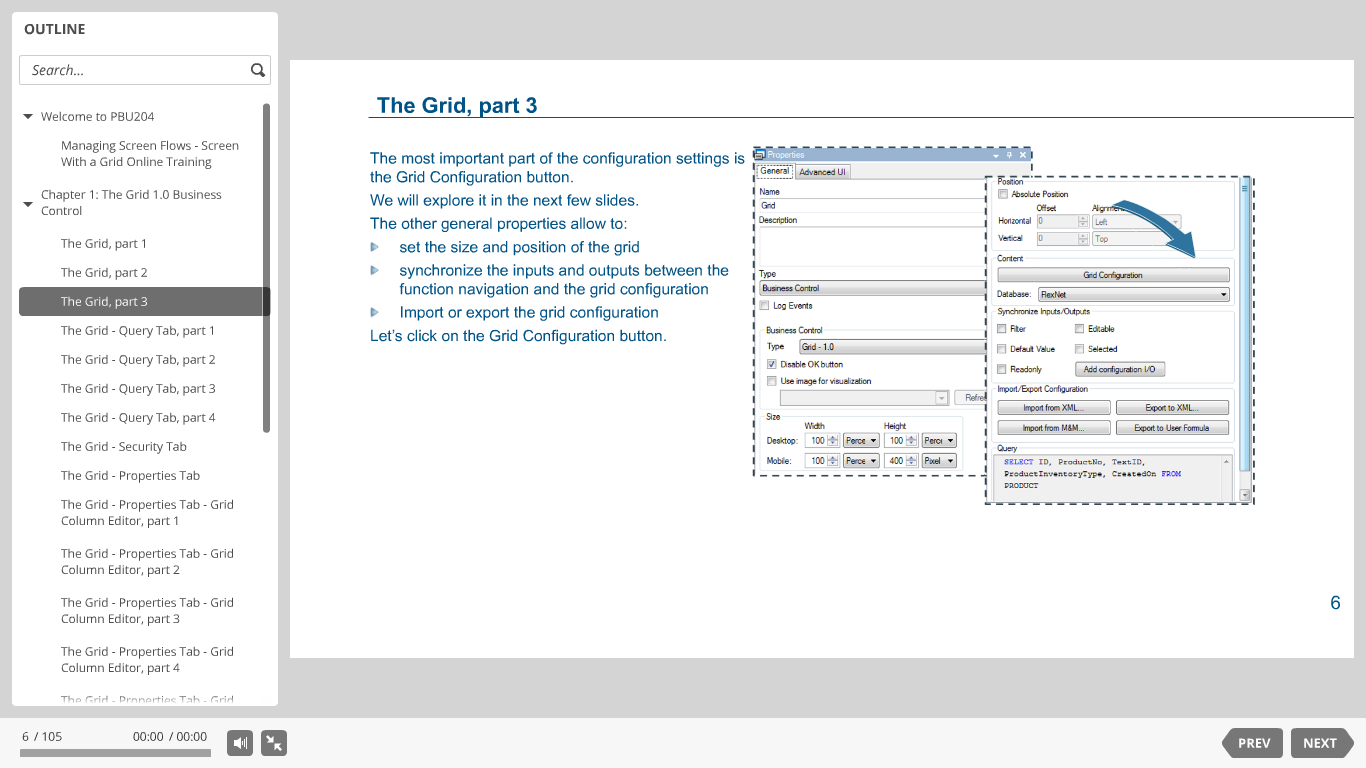 OUTLINE
Search...
Welcome to PBU204
Managing Screen Flows - Screen
With a Grid Online Training
Chapter 1: The Grid 1.0 Business
Control
The Grid, part 1
The Grid, part 2
The Grid, part 3
The Grid - Query Tab, part 1
The Grid - Query Tab, part 2
The Grid - Query Tab, part 3
The Grid - Query Tab, part 4
The Grid - Security Tab
The Grid - Properties Tab
The Grid - Properties Tab - Grid
Column Editor, part 1
The Grid - Properties Tab - Grid
Column Editor, part 2
The Grid - Properties Tab - Grid
Column Editor, part 3
The Grid - Properties Tab - Grid
Column Editor, part 4
The Grid - Properties Tab - Grid
The Grid, part 3
The most important part of the configuration settings is
the Grid Configuration button.
We will explore it in the next few slides.
The other general properties allow to:
set the size and position of the grid
synchronize the inputs and outputs between the
function navigation and the grid configuration
Import or export the grid configuration
Let's click on the Grid Configuration button.
Properties
General Advanced UI
Name
Grid
Description
Type
Business Control
Log Events
Business Control
Type Grid - 1.0
Disable OK button
Use image for visualization
Size
Width Height
Desktop: 100 100
Mobile: 100 400 Pixel
Position
Absolute Position
Offset
Horizontal 0 Left
Vertical 0 Top
Content
Grid Configuration
Database: FlexNet
Synchronize Inputs/Outputs
Filter Editable
Default Value Selected
Readonly Add configuration I/O
Import/Export Configuration
Import from XML... Export to XML...
Import from M&M... Export to User Formula
Query
SELECT ID, ProductNo, TextID,
ProductInventoryType, CreatedOn FROM
PRODUCT
6
6 / 105 00:00 / 00:00
PREV NEXT